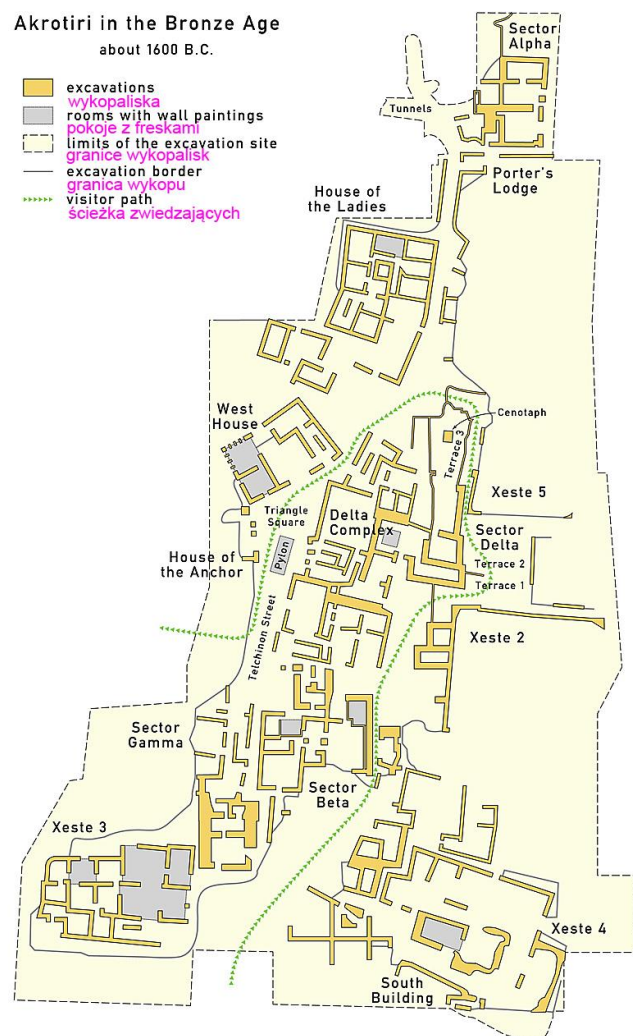 Akrotiri in the Bronze Age
about 1600 B.C.
excavations
wykopaliska
rooms with wall paintings
pokoje z freskami
limits of the excavation site
granice wykopalisk
excavation border
granica wykopu
visitor path
ścieżka zwiedzających
Sector
Alpha
Tunnels
Porter's
Lodge
House of
the Ladies
West
House
Cenotaph
Terrace 3
Xeste 5
Triangle
Square
Delta
Complex
Sector
Delta
Pylon
House of
the Anchor
Terrace 2
Terrace 1
Telchinon Street
Xeste 2
Sector
Gamma
Sector
Beta
Xeste 3
Xeste 4
South
Building